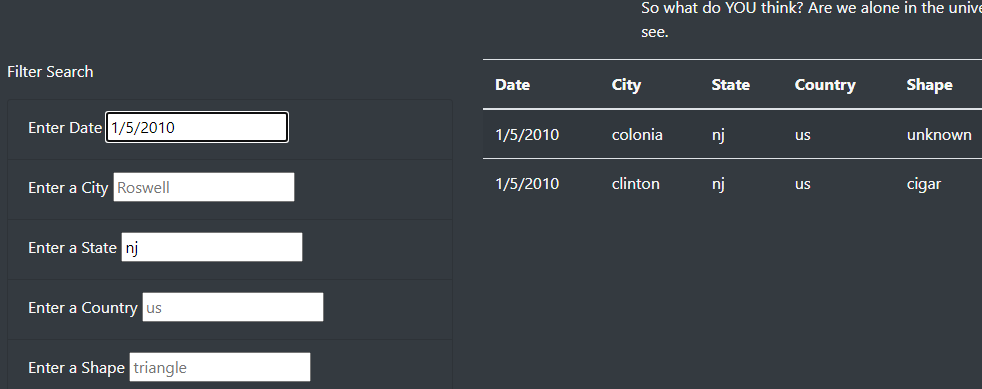 So what do YOU think? Are we alone in the
see.
Filter Search
Enter Date 1/5/2010
Enter a City Roswell
Enter a State nj
Enter a Country us
Enter a Shape triangle
Date City State Country Shape
1/5/2010 colonia nj us unknown
1/5/2010 clinton nj us cigar